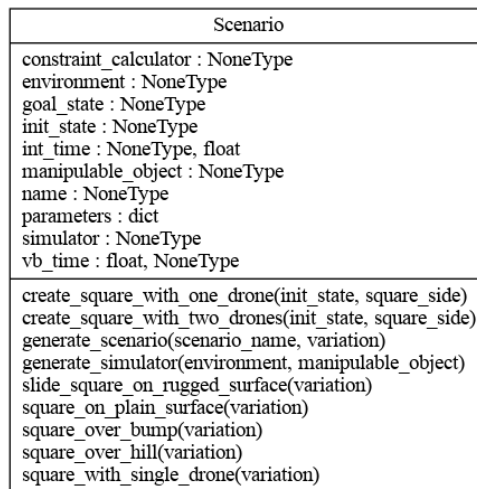 Scenario
constraint_calculator : NoneType
environment : NoneType
goal_state : NoneType
init_state : NoneType
int_time : NoneType, float
manipulable_object : NoneType
name : NoneType
parameters : dict
simulator : NoneType
vb_time : float, NoneType
create_square_with_one_drone(init_state, square_side)
create_square_with_two_drones(init_state, square_side)
generate_scenario(scenario_name, variation)
generate_simulator(environment, manipulable_object)
slide_square_on_rugged_surface(variation)
square_on_plain_surface(variation)
square_over_bump(variation)
square_over_hill(variation)
square_with_single_drone(variation)